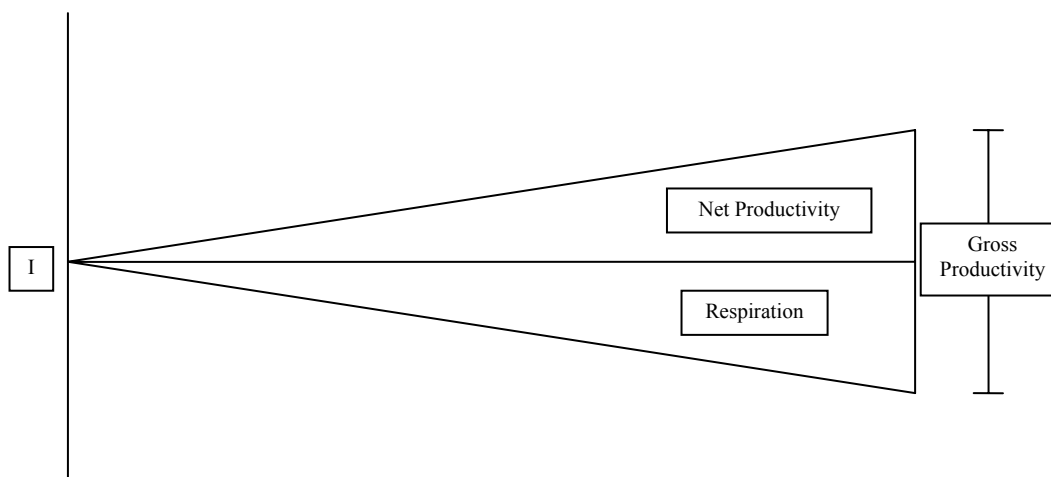 Net Productivity
I
Gross
Productivity
Respiration